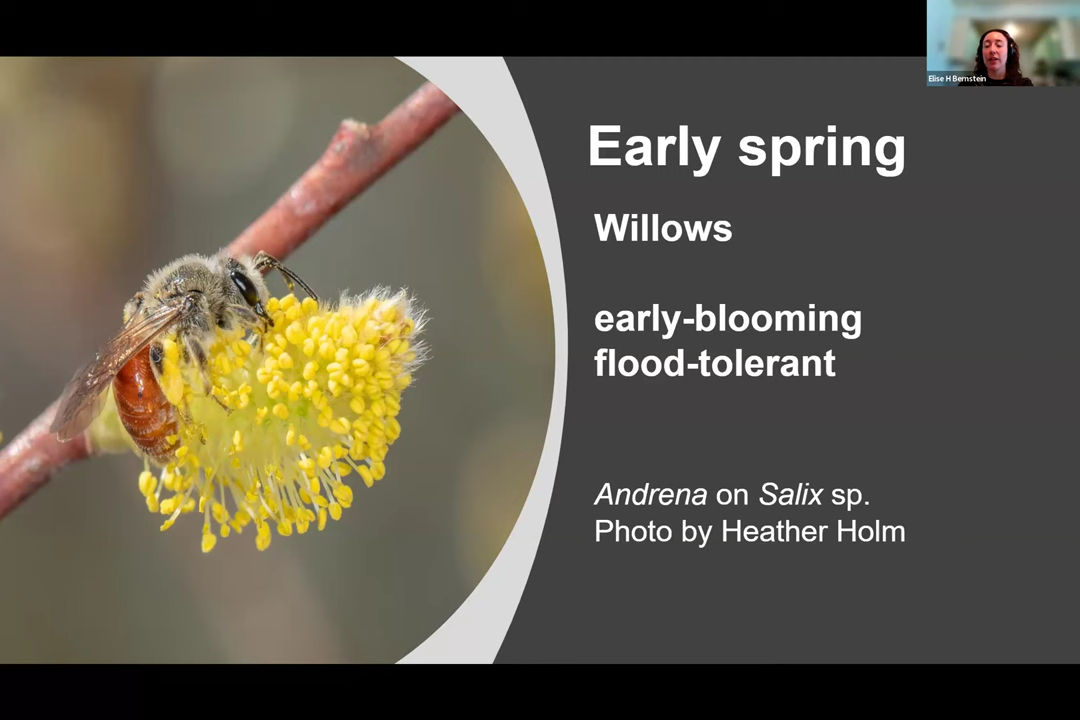 Elise H Bernstein
Early spring
Willows
early-blooming
flood-tolerant
Andrena on Salix sp.
Photo by Heather Holm